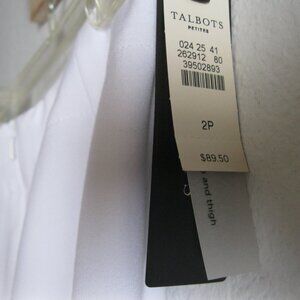 TALBOTS
PETITES
024 25 41
262912 80
39502893
2P
$89.50
and thigh